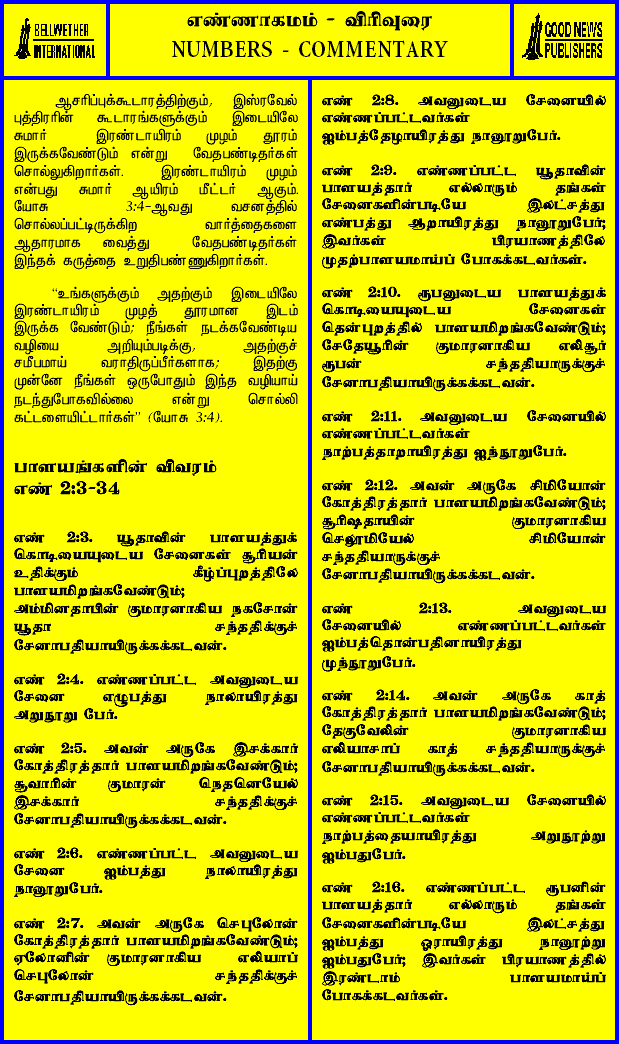 BELLWETHER
INTERNATIONAL
எண்ணாகமம் - விரிவுரை
NUMBERS - COMMENTARY
GOOD NEWS
PUBLISHERS
ஆசரிப்புக்கூடாரத்திற்கும், இஸ்ரவேல்
புத்திரரின் கூடாரங்களுக்கும் இடையிலே
சுமார் இரண்டாயிரம் முழம் தூரம்
இருக்கவேண்டும் என்று வேதபண்டிதர்கள்
சொல்லுகிறார்கள். இரண்டாயிரம் முழம்
என்பது சுமார் ஆயிரம் மீட்டர் ஆகும்.
யோசு 3:4-ஆவது வசனத்தில்
சொல்லப்பட்டிருக்கிற வார்த்தைகளை
ஆதாரமாக வைத்து வேதபண்டிதர்கள்
இந்தக் கருத்தை உறுதிபண்ணுகிறார்கள்.
“உங்களுக்கும் அதற்கும் இடையிலே
இரண்டாயிரம் முழத் தூரமான இடம்
இருக்க வேண்டும்; நீங்கள் நடக்கவேண்டிய
வழியை அறியும்படிக்கு, அதற்குச்
சமீபமாய் வராதிருப்பீர்களாக; இதற்கு
முன்னே நீங்கள் ஒருபோதும் இந்த வழியாய்
நடந்துபோகவில்லை என்று சொல்லி
கட்டளையிட்டார்கள்” (யோசு 3:4).
பாளயங்களின் விவரம்
எண் 2:3-34
எண் 2:3. யூதாவின் பாளயத்துக்
கொடியையுடைய சேனைகள் சூரியன்
உதிக்கும் கீழ்ப்புறத்திலே
பாளயமிறங்கவேண்டும்;
அம்மினதாபின் குமாரனாகிய நகசோன்
யூதா சந்ததிக்குச்
சேனாபதியாயிருக்கக்கடவன்.
எண் 2:4. எண்ணப்பட்ட அவனுடைய
சேனை எழுபத்து நாலாயிரத்து
அறுநூறு பேர்.
எண் 2:5. அவன் அருகே இசக்கார்
கோத்திரத்தார் பாளயமிறங்கவேண்டும்;
சூவாரின் குமாரன் நெதனெயேல்
இசக்கார் சந்ததிக்குச்
சேனாபதியாயிருக்கக்கடவன்.
எண் 2:6. எண்ணப்பட்ட அவனுடைய
சேனை ஐம்பத்து நாலாயிரத்து
நானூறுபேர்.
எண் 2:7. அவன் அருகே செபுலோன்
கோத்திரத்தார் பாளயமிறங்கவேண்டும்;
ஏலோனின் குமாரனாகிய எலியாப்
செபுலோன் சந்ததிக்குச்
சேனாபதியாயிருக்கக்கடவன்.
எண் 2:8. அவனுடைய சேனையில்
எண்ணப்பட்டவர்கள்
ஐம்பத்தேழாயிரத்து நானூறுபேர்.
எண் 2:9. எண்ணப்பட்ட யூதாவின்
பாளயத்தார் எல்லாரும் தங்கள்
சேனைகளின்படியே இலட்சத்து
எண்பத்து ஆறாயிரத்து நானூறுபேர்;
இவர்கள் பிரயாணத்திலே
முதற்பாளயமாய்ப் போகக்கடவர்கள்.
எண் 2:10. ரூபனுடைய பாளயத்துக்
கொடியையுடைய சேனைகள்
தென்புறத்தில் பாளயமிறங்கவேண்டும்;
சேதேயூரின் குமாரனாகிய எலிசூர்
ரூபன் சந்ததியாருக்குச்
சேனாபதியாயிருக்கக்கடவன்.
எண் 2:11. அவனுடைய சேனையில்
எண்ணப்பட்டவர்கள்
நாற்பத்தாறாயிரத்து ஐந்நூறுபேர்.
எண் 2:12. அவன் அருகே சிமியோன்
கோத்திரத்தார் பாளயமிறங்கவேண்டும்;
சூரிஷதாயின் குமாரனாகிய
செலூமியேல் சிமியோன்
சந்ததியாருக்குச்
சேனாபதியாயிருக்கக்கடவன்.
எண் 2:13. அவனுடைய
சேனையில் எண்ணப்பட்டவர்கள்
ஐம்பத்தொன்பதினாயிரத்து
முந்நூறுபேர்.
எண் 2:14. அவன் அருகே காத்
கோத்திரத்தார் பாளயமிறங்கவேண்டும்;
தேகுவேலின் குமாரனாகிய
எலியாசாப் காத் சந்ததியாருக்குச்
சேனாபதியாயிருக்கக்கடவன்.
எண் 2:15. அவனுடைய சேனையில்
எண்ணப்பட்டவர்கள்
நாற்பத்தையாயிரத்து அறுநூற்று
ஐம்பதுபேர்.
எண் 2:16. எண்ணப்பட்ட ரூபனின்
பாளயத்தார் எல்லாரும் தங்கள்
சேனைகளின்படியே இலட்சத்து
ஐம்பத்து ஓராயிரத்து நானூற்று
ஐம்பதுபேர்; இவர்கள் பிரயாணத்தில்
இரண்டாம் பாளயமாய்ப்
போகக்கடவர்கள்.